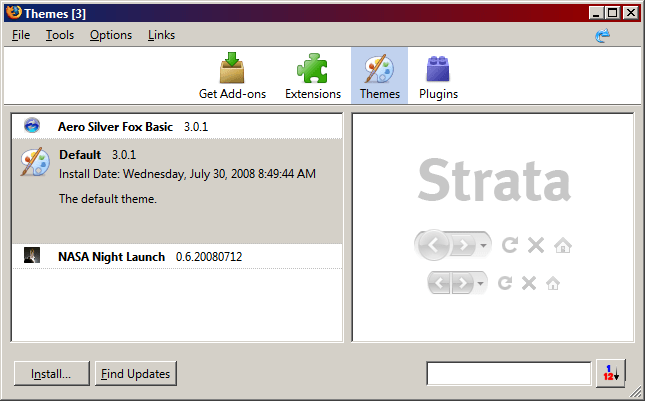 Themes [3]
File Tools Options Links
Get Add-ons Extensions Themes Plugins
Aero Silver Fox Basic 3.0.1
Default 3.0.1
Install Date: Wednesday, July 30, 2008 8:49:44 AM
The default theme.
NASA Night Launch 0.6.20080712
Strata
Install... Find Updates
1
12